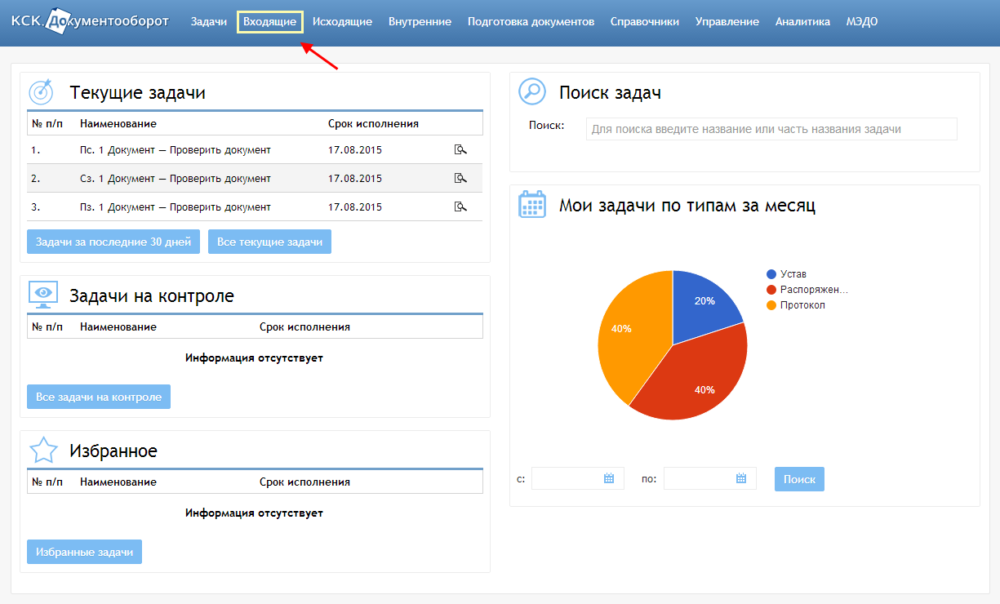 КСК.Документооборот Задачи Входящие Исходящие Внутренние Подготовка документов Справочники Управление Аналитика МЭДО
Текущие задачи
№ п/п Наименование Срок исполнения
1. Пс. 1 Документ — Проверить документ 17.08.2015
2. Сз. 1 Документ — Проверить документ 17.08.2015
3. Пз. 1 Документ — Проверить документ 17.08.2015
Задачи за последние 30 дней Все текущие задачи
Задачи на контроле
№ п/п Наименование Срок исполнения
Информация отсутствует
Все задачи на контроле
Избранное
№ п/п Наименование Срок исполнения
Информация отсутствует
Избранные задачи
Поиск задач
Поиск: Для поиска введите название или часть названия задачи
Мои задачи по типам за месяц
20%
40%
40%
Устав
Распоряжен...
Протокол
с: по: Поиск